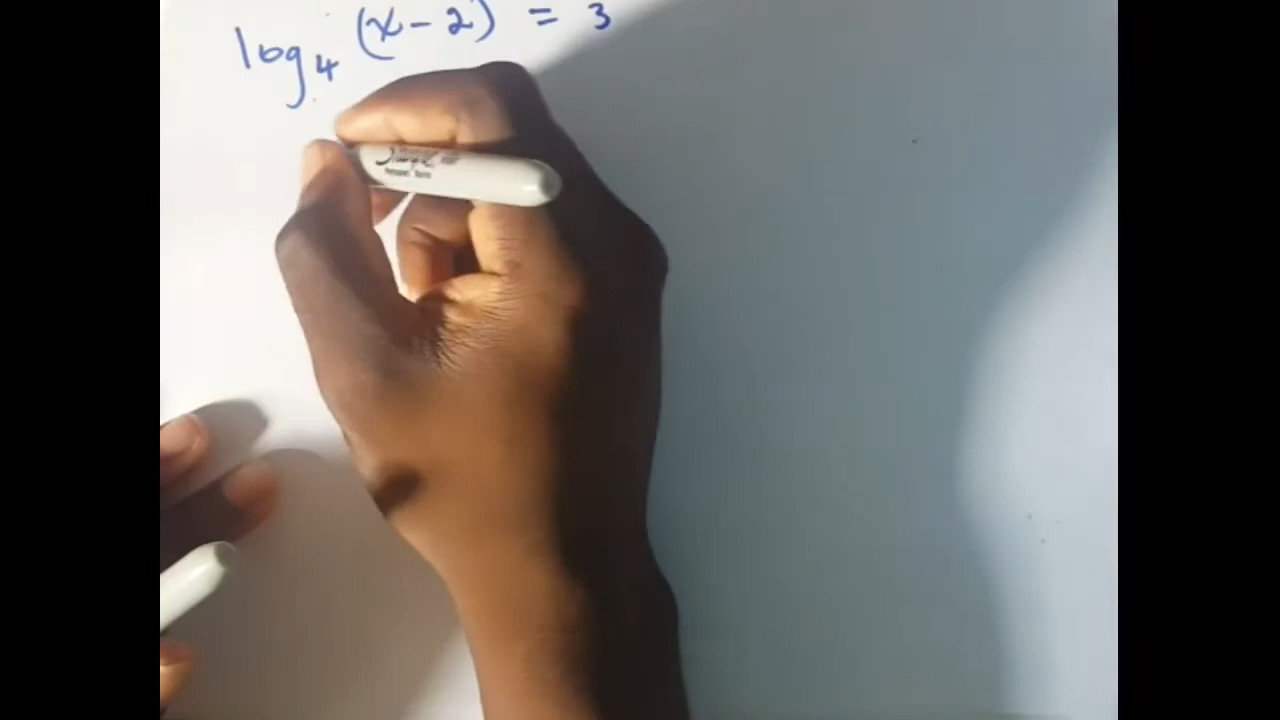 log₄ (x - 2) = 3